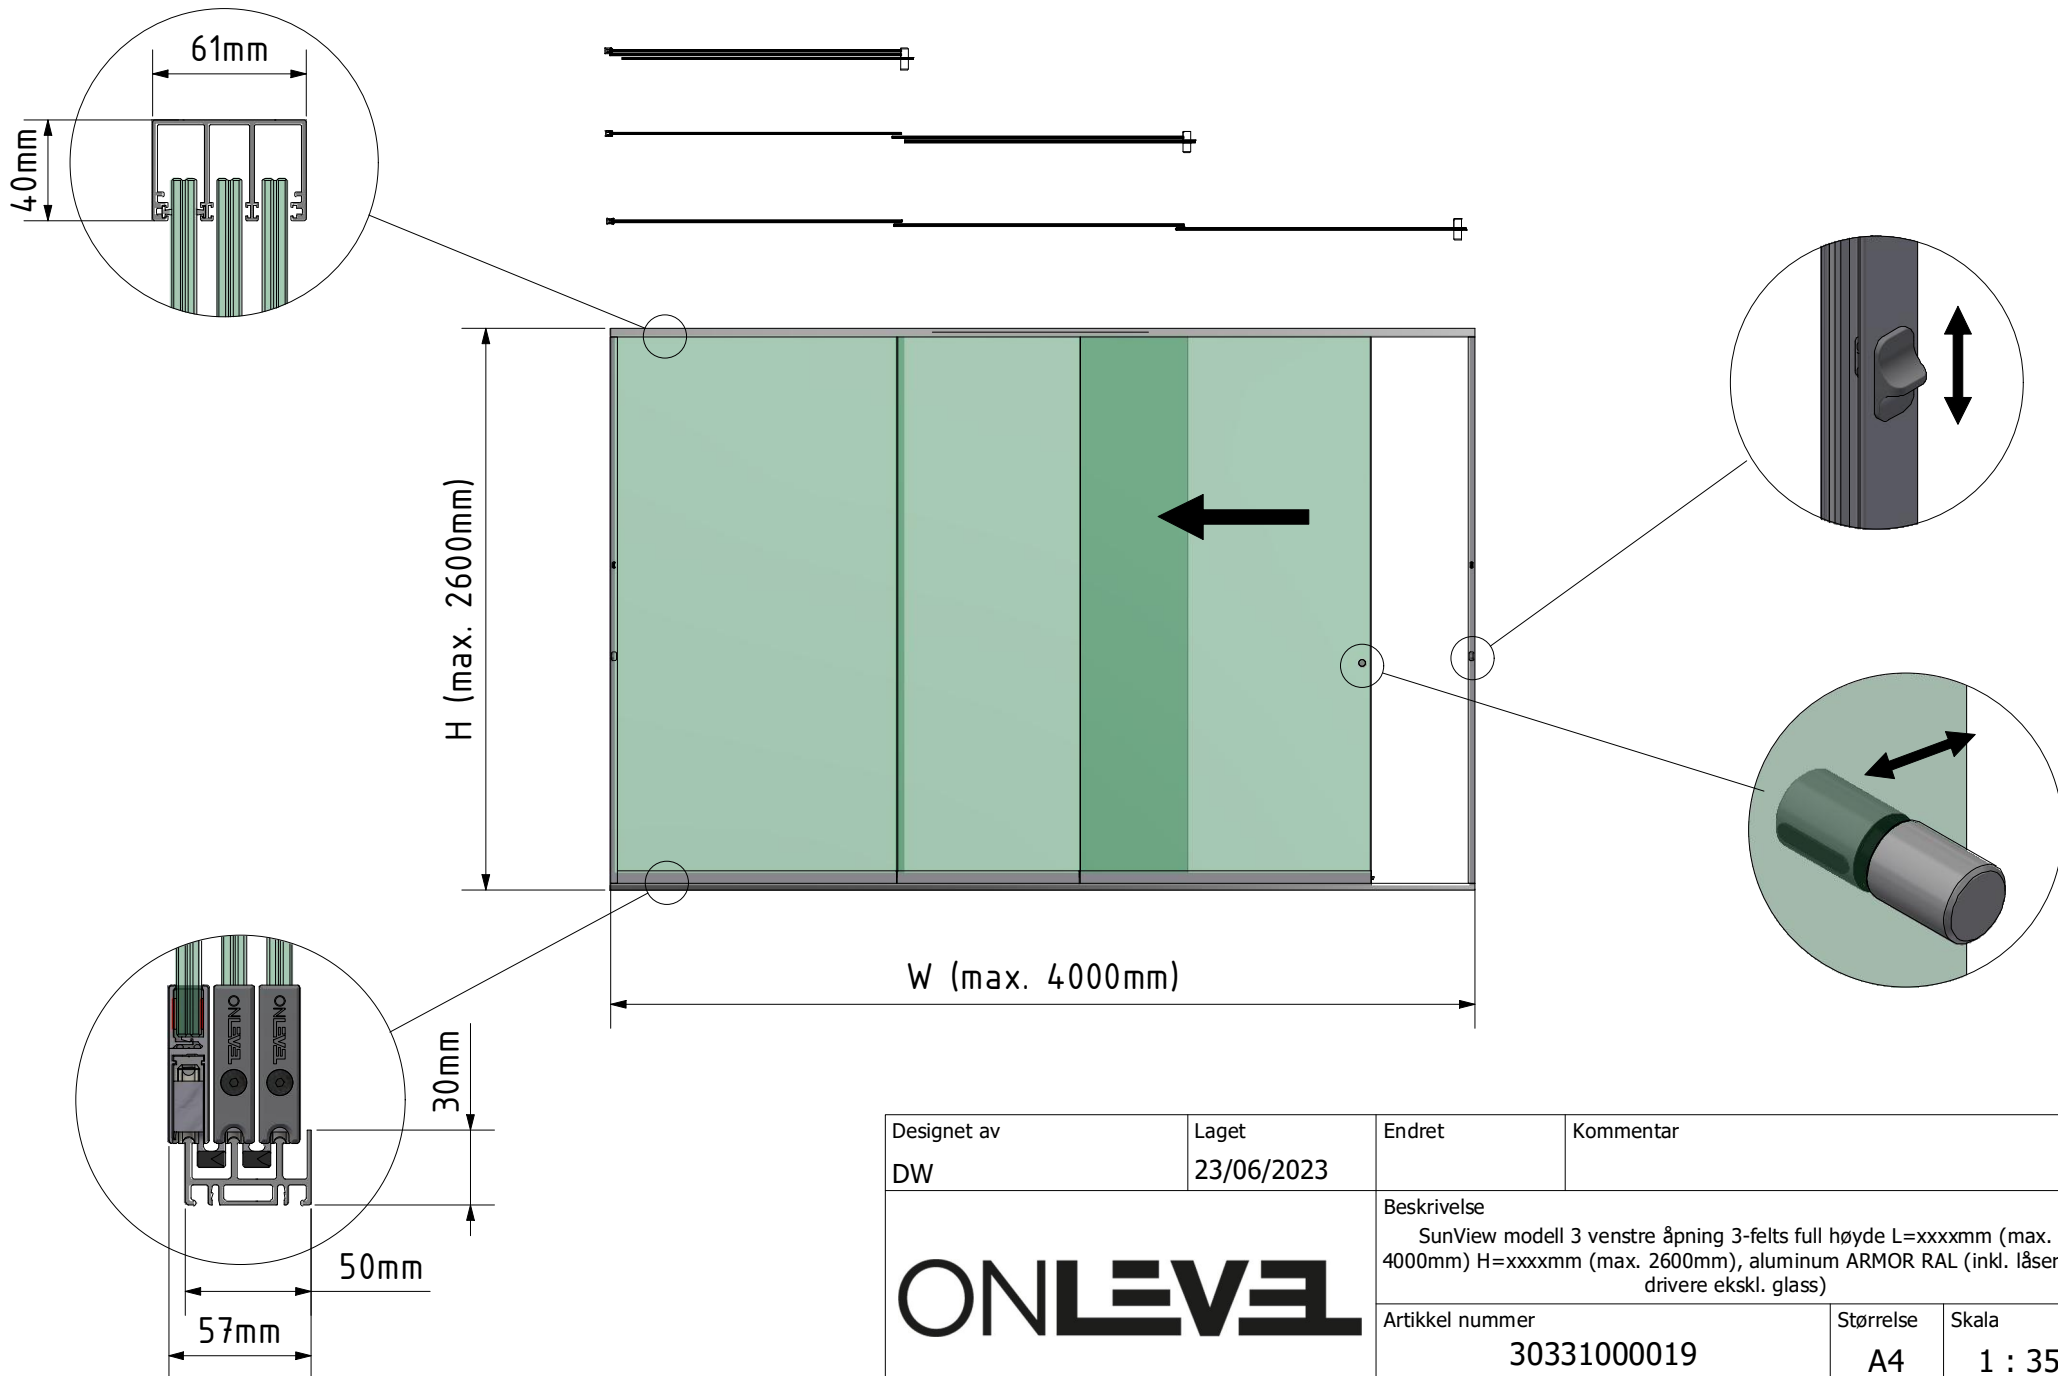 61mm
40mm
H (max. 2600mm)
W (max. 4000mm)
ONLEVEL
ONLEVEL
30mm
50mm
57mm
Designet av
DW
Laget
23/06/2023
Endret
Kommentar
ONLEVEL
Beskrivelse
SunView modell 3 venstre åpning 3-felts full høyde L=xxxxmm (max.
4000mm) H=xxxxmm (max. 2600mm), aluminum ARMOR RAL (inkl. låser
drivere ekskl. glass)
Artikkel nummer
30331000019
Størrelse
A4
Skala
1 : 35